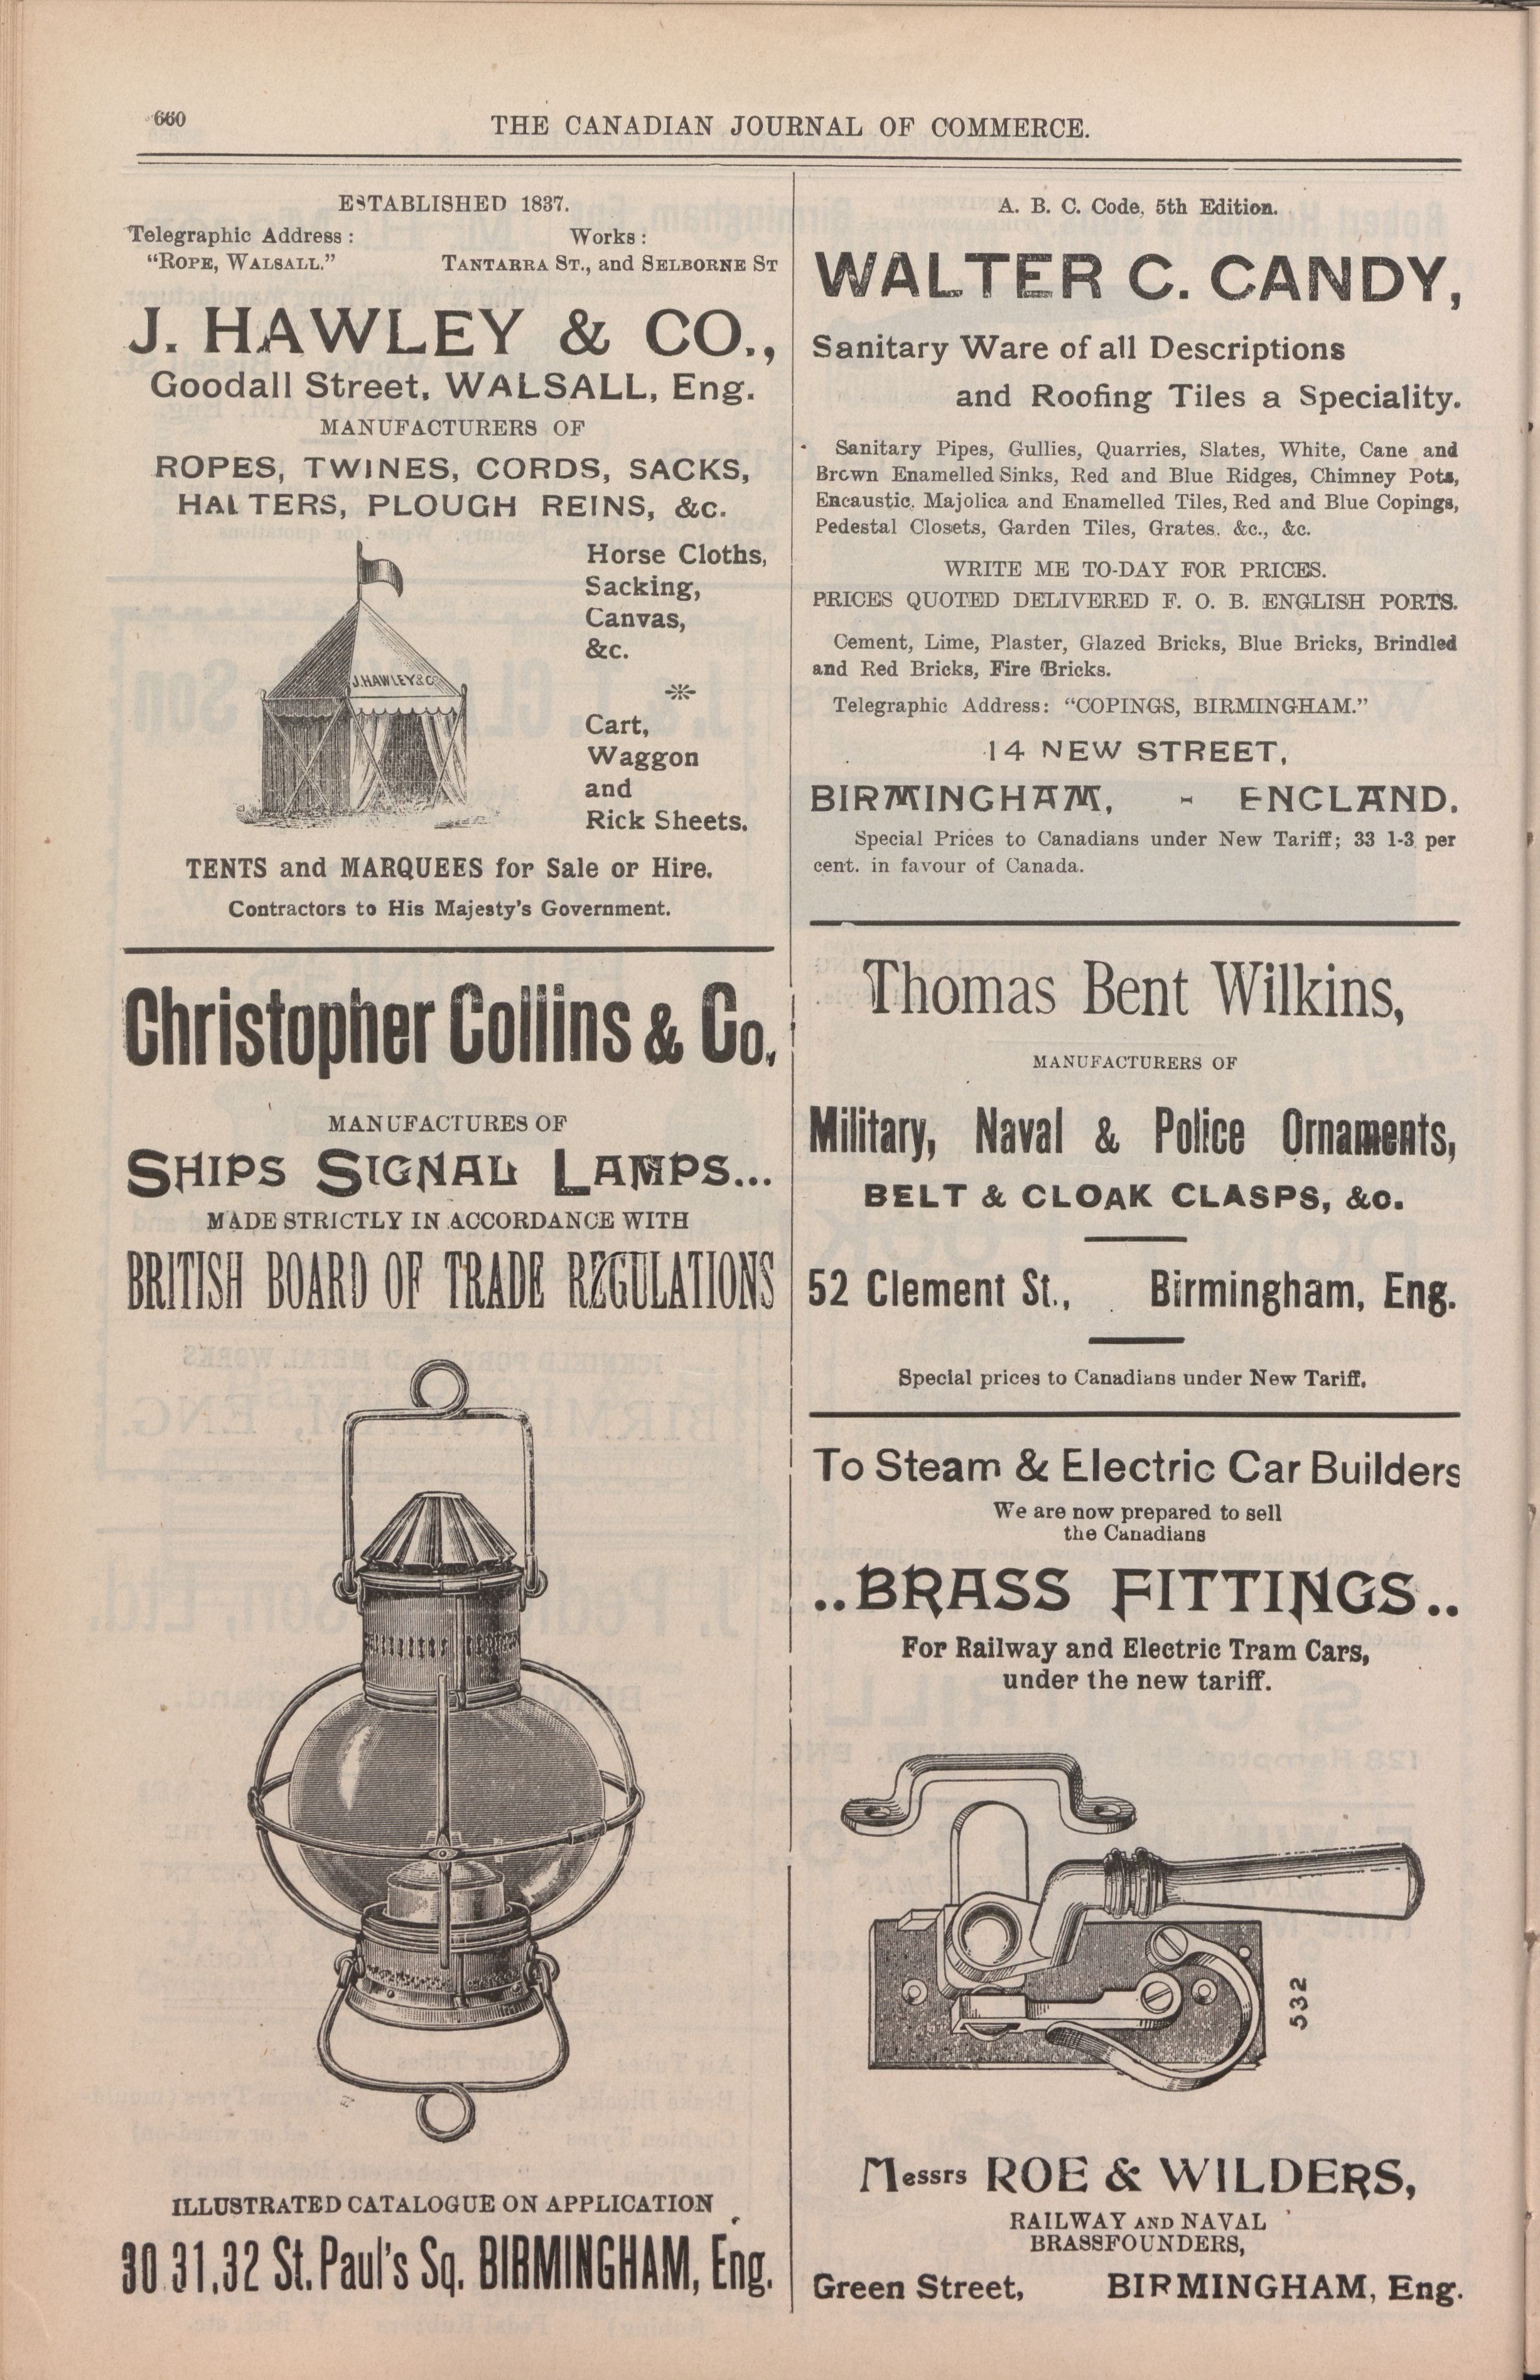 660
THE CANADIAN JOURNAL OF COMMERCE.
ESTABLISHED 1837.
Telegraphic Address: Works:
"ROPE, WALSALL." TANTARRA ST., and SELBORNE ST
J. HAWLEY & CO.,
Goodall Street, WALSALL, Eng.
MANUFACTURERS OF
ROPES, TWINES, CORDS, SACKS,
HALTERS, PLOUGH REINS, &c.
Horse Cloths,
Sacking,
Canvas,
&c.
J. HAWLEY & Co
Cart,
Waggon
and
Rick Sheets.
TENTS and MARQUEES for Sale or Hire.
Contractors to His Majesty's Government.
Christopher Collins & Co.
MANUFACTURES OF
SHIPS SIGNAL LAMPS...
MADE STRICTLY IN ACCORDANCE WITH
BRITISH BOARD OF TRADE REGULATIONS
ILLUSTRATED CATALOGUE ON APPLICATION
30.31.32 St. Paul's Sq. BIRMINGHAM, Eng.
A. B. C. Code, 5th Edition.
WALTER C. CANDY,
Sanitary Ware of all Descriptions
and Roofing Tiles a Speciality.
Sanitary Pipes, Gullies, Quarries, Slates, White, Cane and
Brown Enamelled Sinks, Red and Blue Ridges, Chimney Pots,
Encaustic, Majolica and Enamelled Tiles, Red and Blue Copings,
Pedestal Closets, Garden Tiles, Grates, &c., &c.
WRITE ME TO-DAY FOR PRICES.
PRICES QUOTED DELIVERED F. O. B. ENGLISH PORTS.
Cement, Lime, Plaster, Glazed Bricks, Blue Bricks, Brindled
and Red Bricks, Fire Bricks.
Telegraphic Address: "COPINGS, BIRMINGHAM."
14 NEW STREET,
BIRMINGHAM, - ENGLAND.
Special Prices to Canadians under New Tariff; 33 1-3 per
cent. in favour of Canada.
Thomas Bent Wilkins,
MANUFACTURERS OF
Military, Naval & Police Ornaments,
BELT & CLOAK CLASPS, &c.
52 Clement St., Birmingham, Eng.
Special prices to Canadians under New Tariff,
To Steam & Electric Car Builders
We are now prepared to sell
the Canadians
..BRASS FITTINGS..
For Railway and Electric Tram Cars,
under the new tariff.
532
Messrs ROE & WILDERS,
RAILWAY AND NAVAL
BRASSFOUNDERS,
Green Street, BIRMINGHAM, Eng.